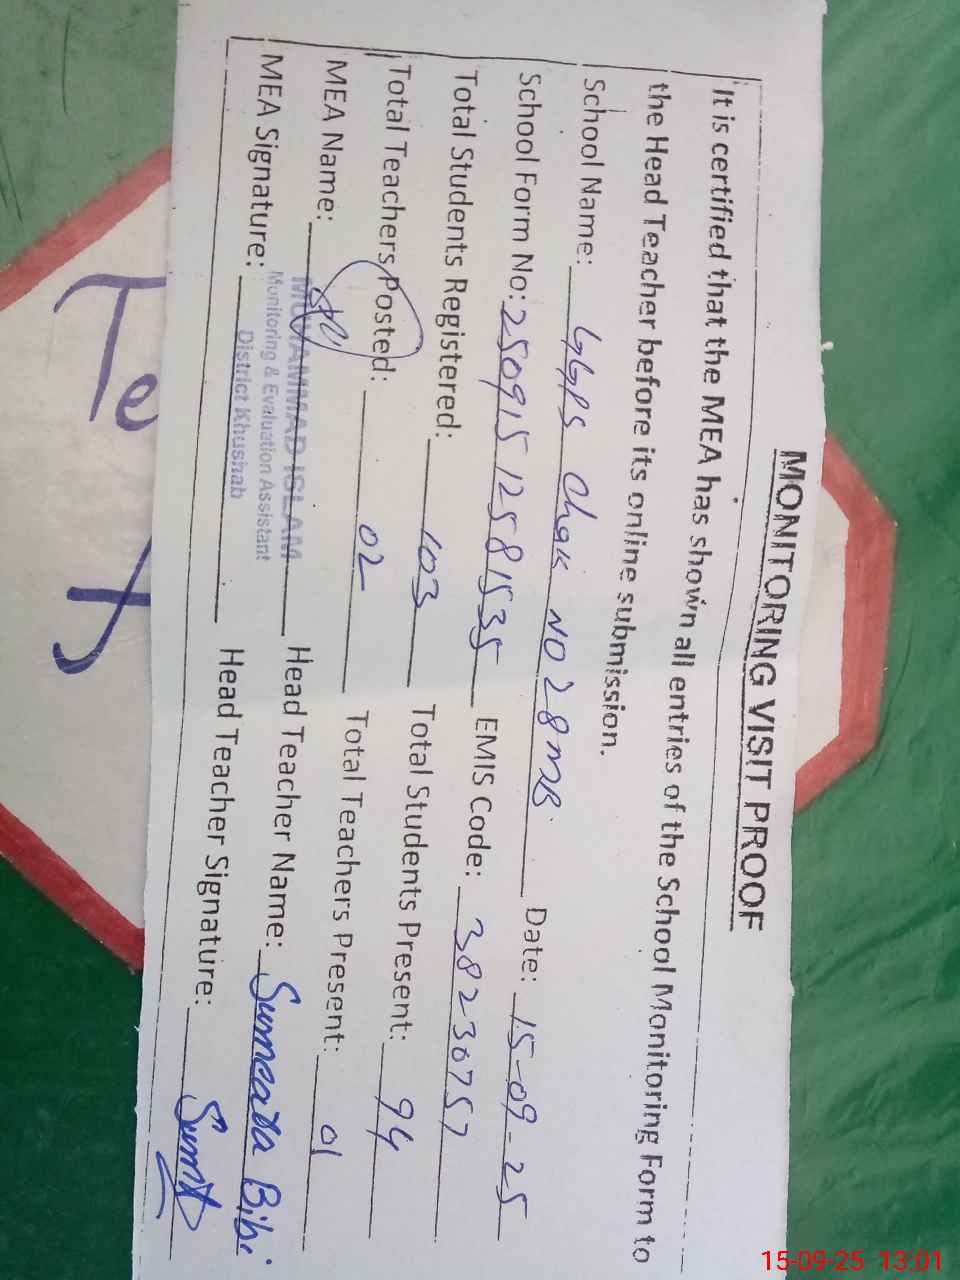 MONITORING VISIT PROOF
It is certified that the MEA has shown all entries of the School Monitoring Form to
the Head Teacher before its online submission.
School Name: GGPS Chak NO 28 MB Date: 15-09-25
School Form No: 25091512581535 EMIS Code: 38230757
Total Students Registered: 103 Total Students Present: 94
Total Teachers Posted: 02 Total Teachers Present: 01
MEA Name: MUHAMMAD ISLAM Head Teacher Name: Sumeara Bibi
Monitoring & Evaluation Assistant
MEA Signature: District Khushab Head Teacher Signature:
Te
15-09-25 13:01